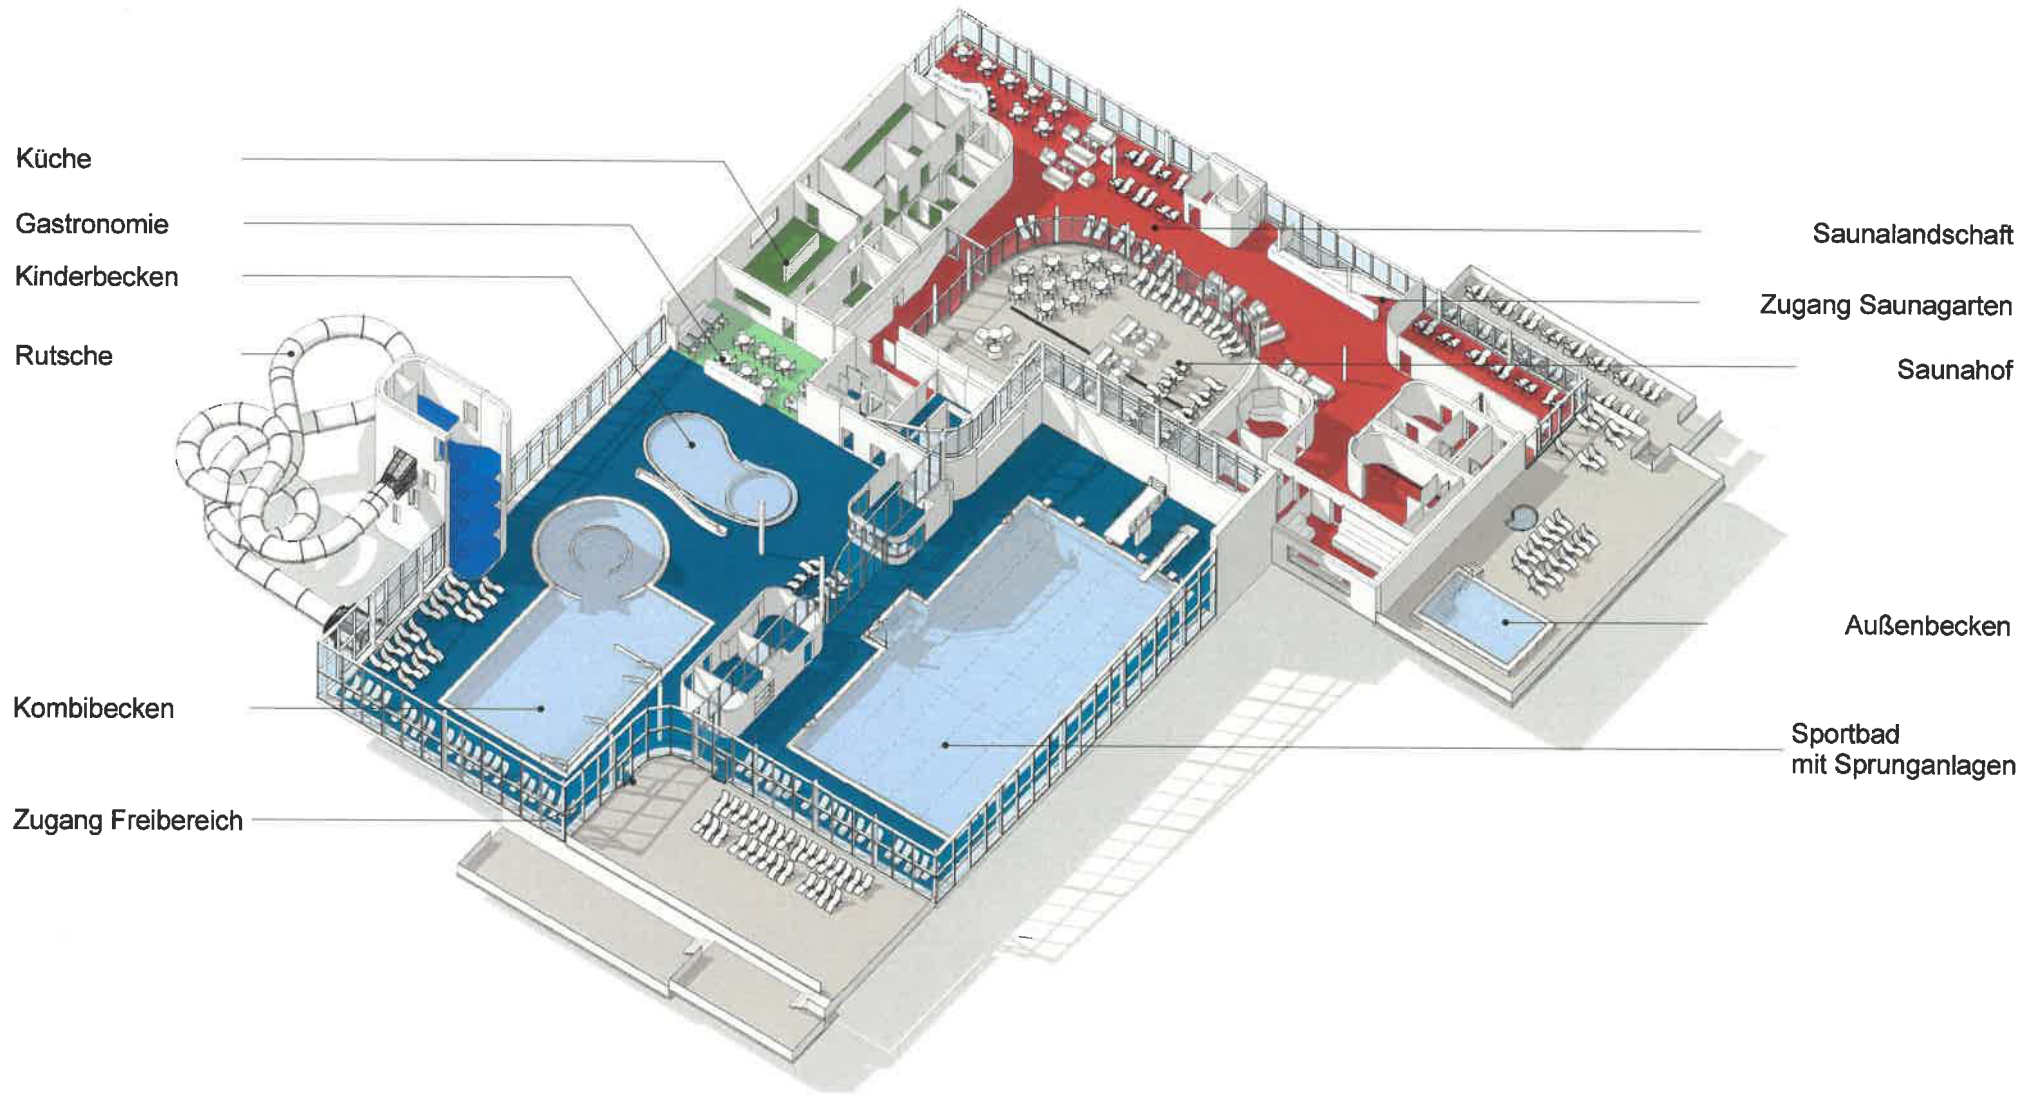 Küche
Gastronomie
Kinderbecken
Rutsche
Kombibecken
Zugang Freibereich
Saunalandschaft
Zugang Saunagarten
Saunahof
Außenbecken
Sportbad
mit Sprunganlagen